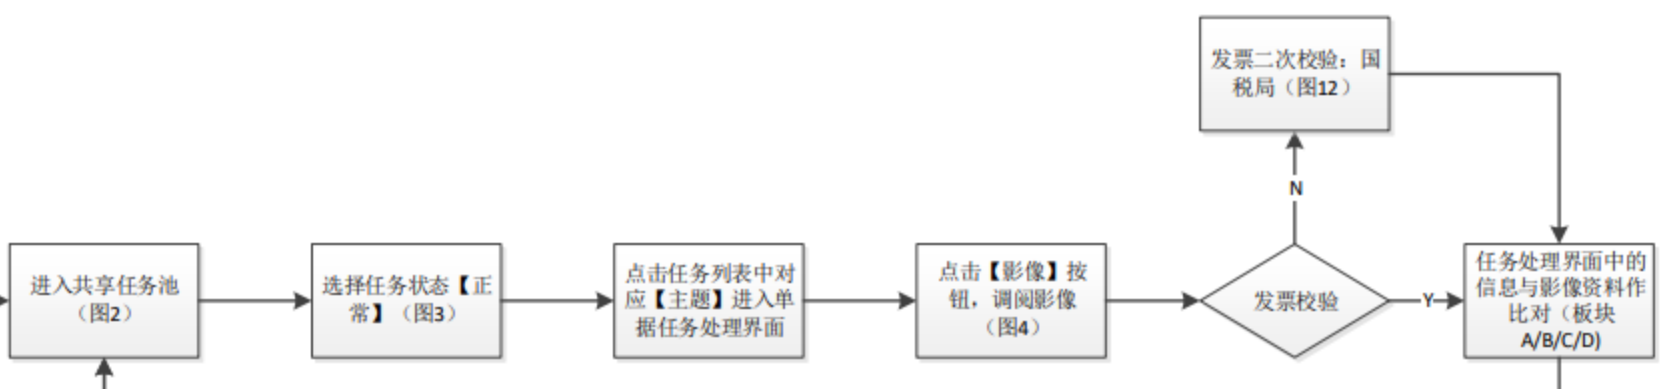 发票二次校验：国
税局（图12）
N
进入共享任务池
（图2）
选择任务状态【正
常】（图3）
点击任务列表中对
应【主题】进入单
据任务处理界面
点击【影像】按
钮，调阅影像
（图4）
发票校验
Y
任务处理界面中的
信息与影像资料作
比对（板块
A/B/C/D)